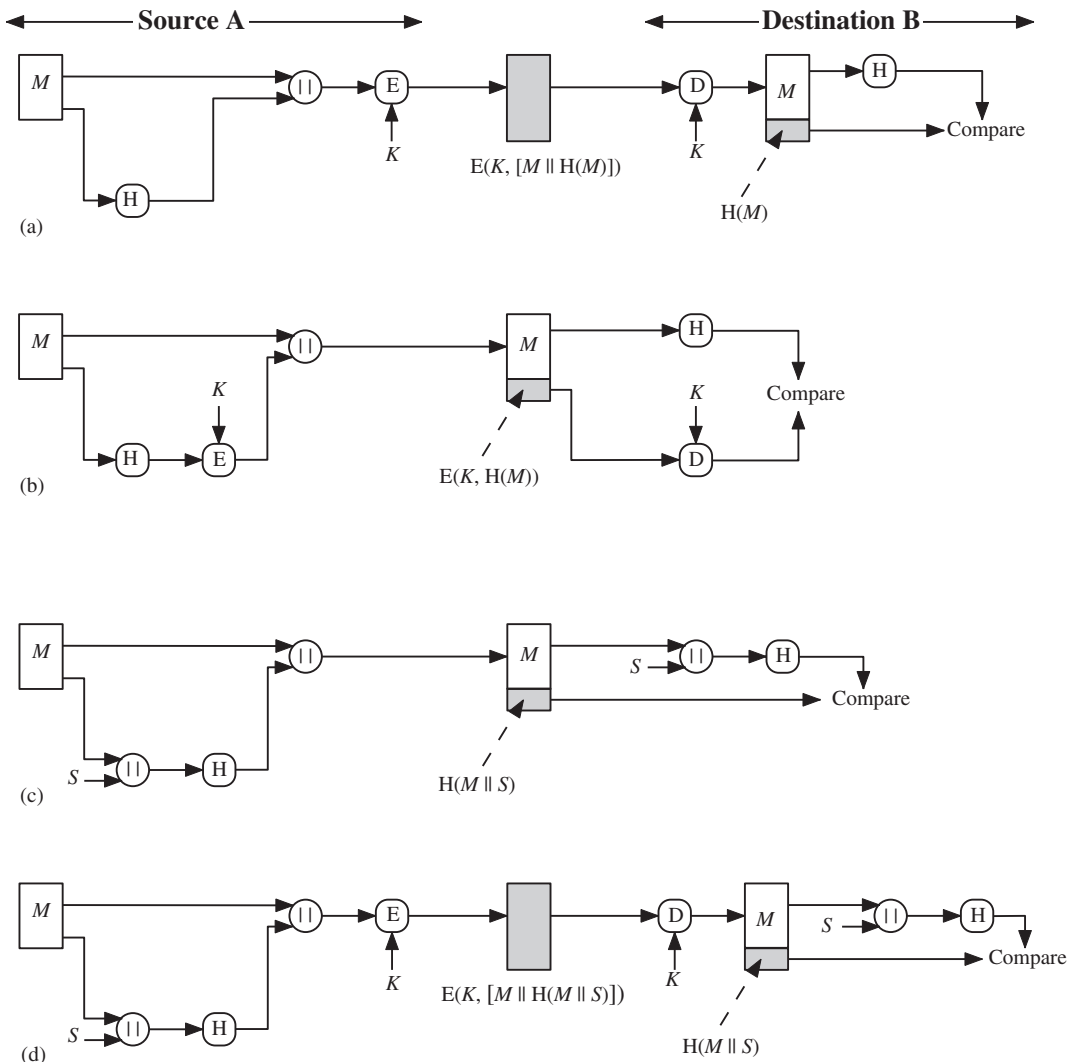 Source A
Destination B
M
||
E
D
M
H
K
K
Compare
E(K, [M || H(M)])
H
H(M)
(a)
M
||
M
H
K
K
Compare
H
E
D
E(K, H(M))
(b)
M
||
M
S
||
H
Compare
S
||
H
H(M || S)
(c)
M
||
E
D
M
S
||
H
K
K
Compare
E(K, [M || H(M || S)])
S
||
H
H(M || S)
(d)